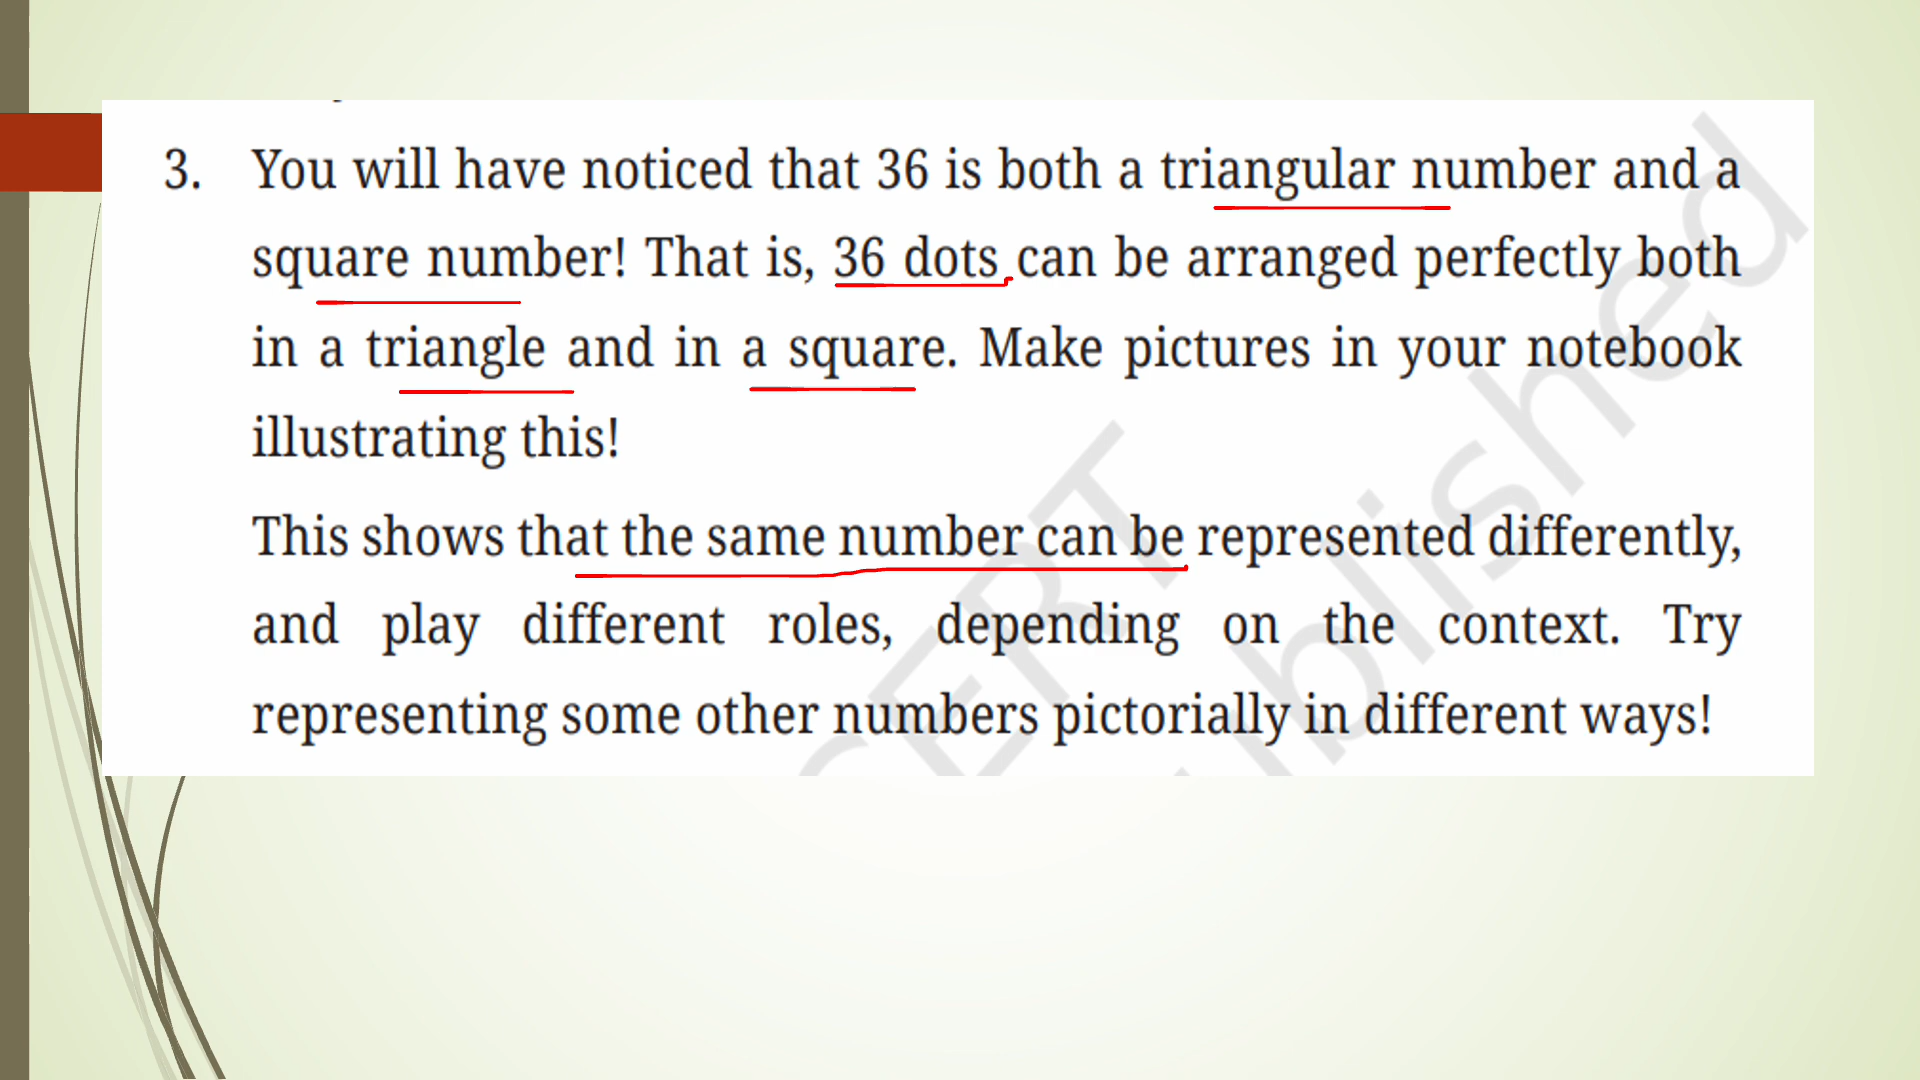 3. You will have noticed that 36 is both a triangular number and a
square number! That is, 36 dots can be arranged perfectly both
in a triangle and in a square. Make pictures in your notebook
illustrating this!
This shows that the same number can be represented differently,
and play different roles, depending on the context. Try
representing some other numbers pictorially in different ways!